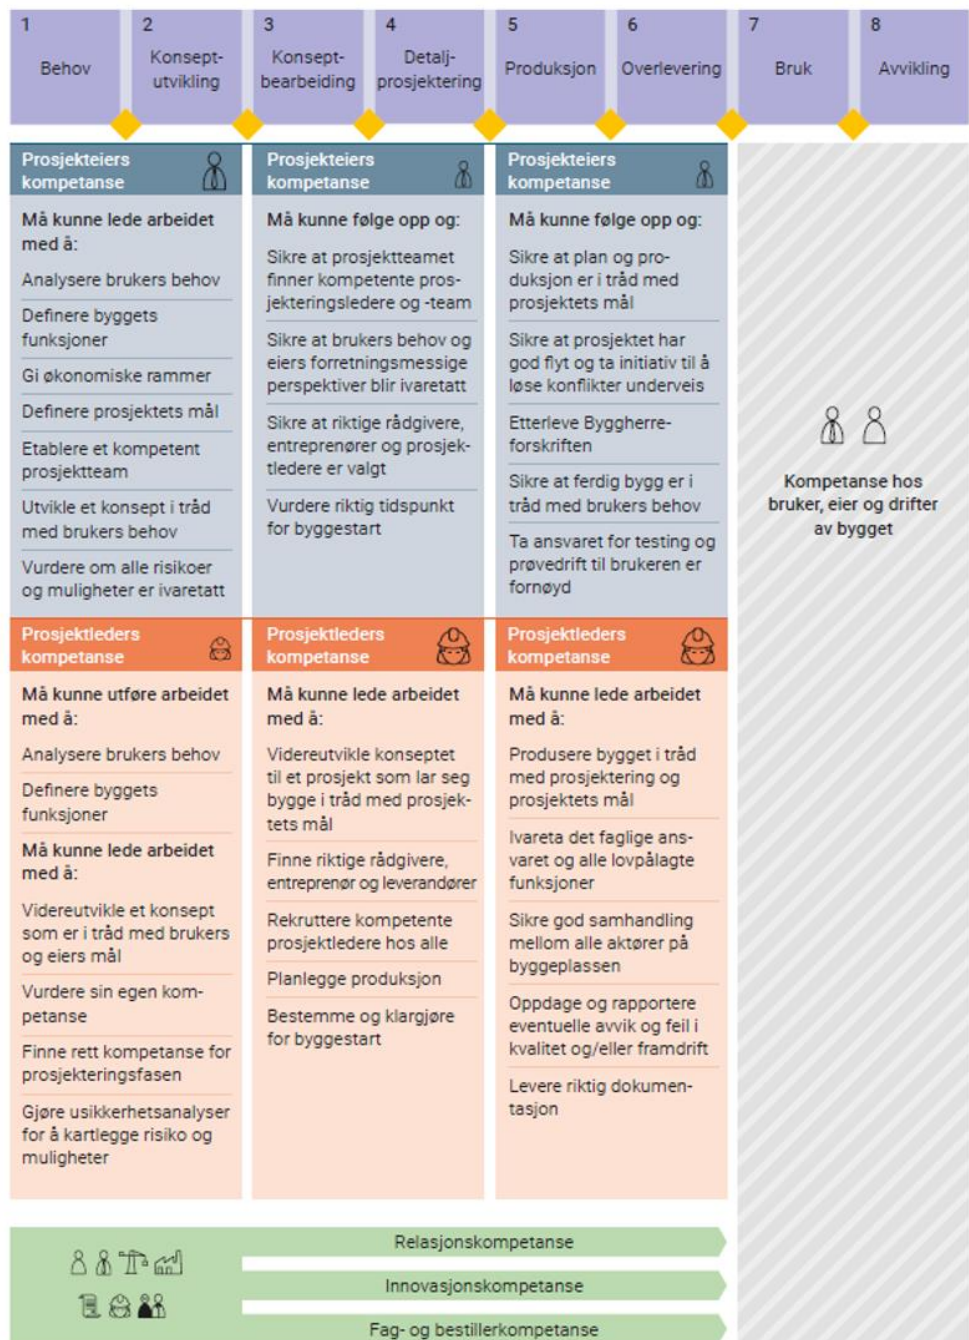 1
Behov
2
Konsept-
utvikling
3
Konsept-
bearbeiding
4
Detalj-
prosjektering
5
Produksjon
6
Overlevering
7
Bruk
8
Avvikling
Prosjekteiers
kompetanse
Må kunne lede arbeidet
med å:
Analysere brukers behov
Definere byggets
funksjoner
Gi økonomiske rammer
Definere prosjektets mål
Etablere et kompetent
prosjektteam
Utvikle et konsept i tråd
med brukers behov
Vurdere om alle risikoer
og muligheter er ivaretatt
Prosjekteiers
kompetanse
Må kunne følge opp og:
Sikre at prosjektteamet
finner kompetente pros-
jekteringsledere og -team
Sikre at brukers behov og
eiers forretningsmessige
perspektiver blir ivaretatt
Sikre at riktige rådgivere,
entreprenører og prosjek-
tledere er valgt
Vurdere riktig tidspunkt
for byggestart
Prosjekteiers
kompetanse
Må kunne følge opp og:
Sikre at plan og pro-
duksjon er i tråd med
prosjektets mål
Sikre at prosjektet har
god flyt og ta initiativ til å
løse konflikter underveis
Etterleve Byggherre-
forskriften
Sikre at ferdig bygg er i
tråd med brukers behov
Ta ansvaret for testing og
prøvedrift til brukeren er
fornøyd
Kompetanse hos
bruker, eier og drifter
av bygget
Prosjektleders
kompetanse
Må kunne utføre arbeidet
med å:
Analysere brukers behov
Definere byggets
funksjoner
Må kunne lede arbeidet
med å:
Videreutvikle et konsept
som er i tråd med brukers
og eiers mål
Vurdere sin egen kom-
petanse
Finne rett kompetanse for
prosjekteringsfasen
Gjøre usikkerhetsanalyser
for å kartlegge risiko og
muligheter
Prosjektleders
kompetanse
Må kunne lede arbeidet
med å:
Videreutvikle konseptet
til et prosjekt som lar seg
bygge i tråd med prosjek-
tets mål
Finne riktige rådgivere,
entreprenør og leverandører
Rekruttere kompetente
prosjektledere hos alle
Planlegge produksjon
Bestemme og klargjøre
for byggestart
Prosjektleders
kompetanse
Må kunne lede arbeidet
med å:
Produsere bygget i tråd
med prosjektering og
prosjektets mål
Ivareta det faglige ans-
varet og alle lovpålagte
funksjoner
Sikre god samhandling
mellom alle aktører på
byggeplassen
Oppdage og rapportere
eventuelle avvik og feil i
kvalitet og/eller framdrift
Levere riktig dokumen-
tasjon
Relasjonskompetanse
Innovasjonskompetanse
Fag- og bestillerkompetanse